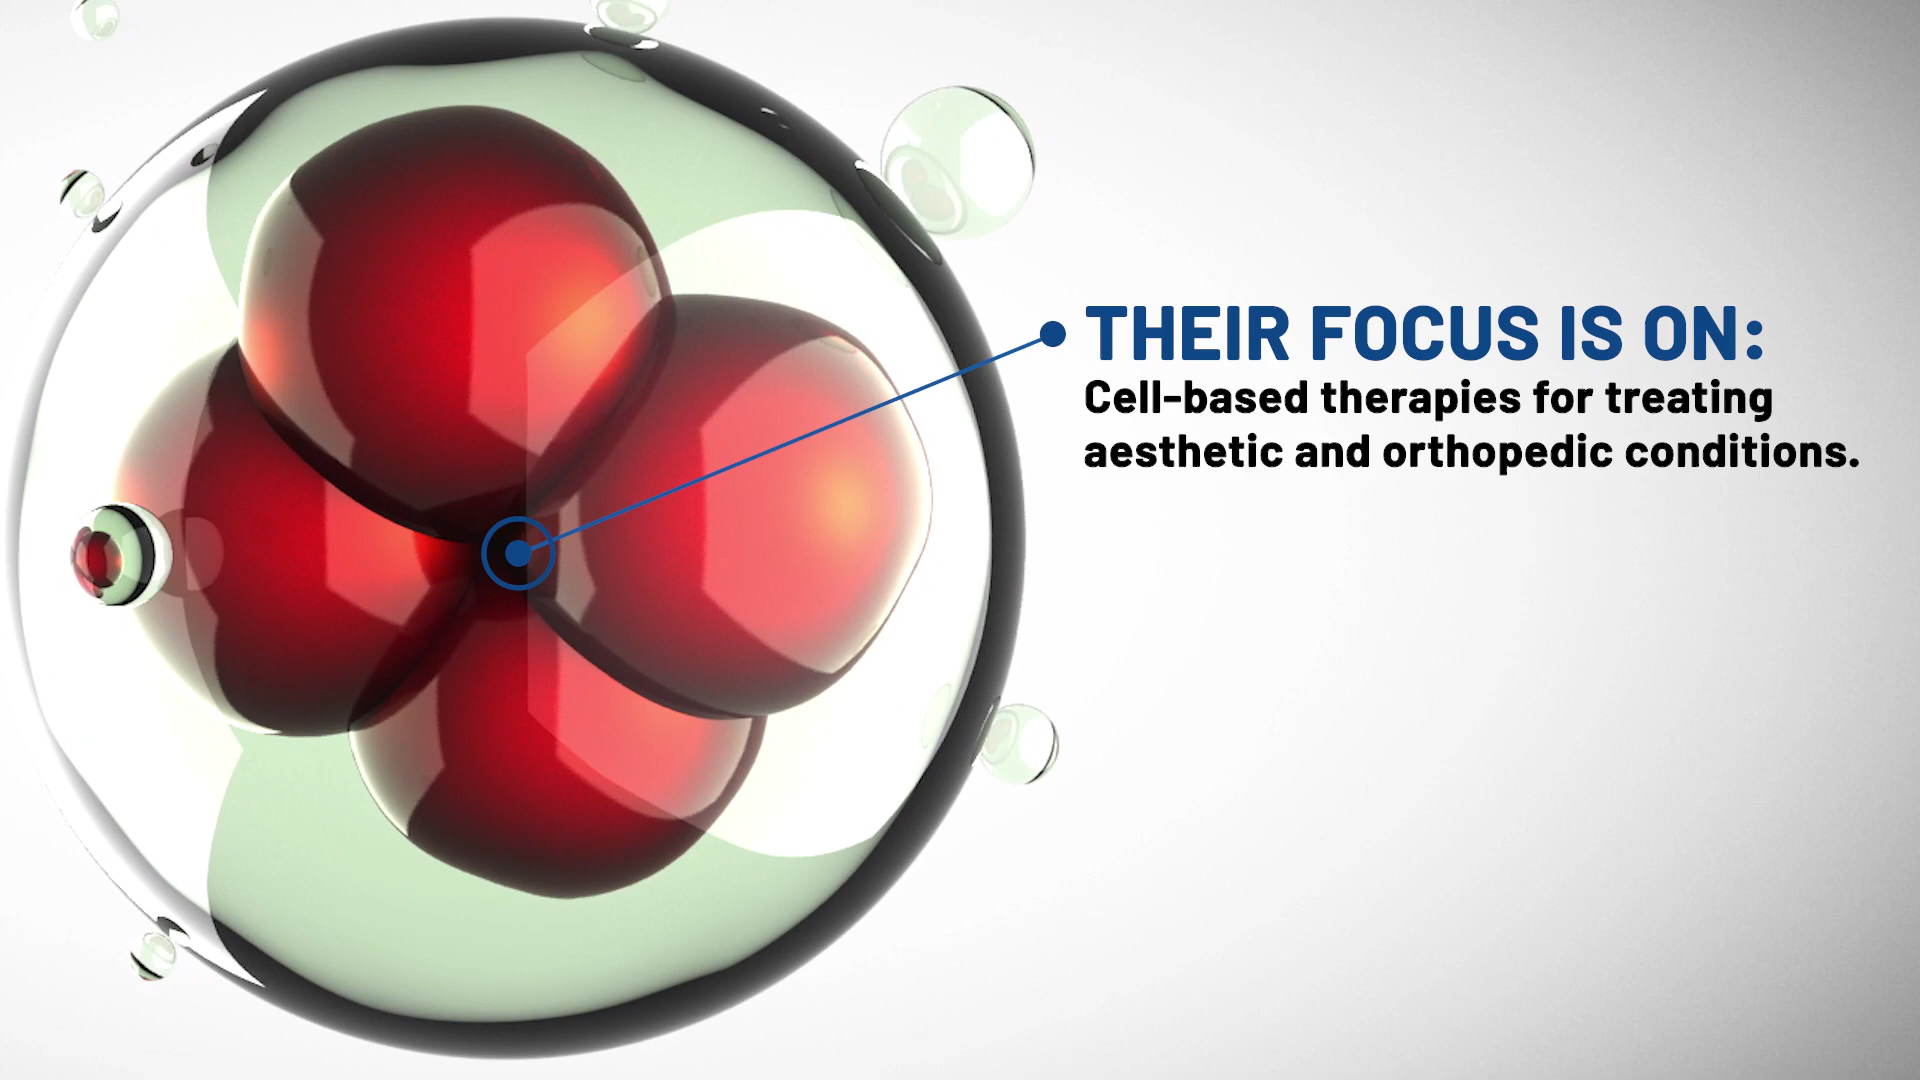 THEIR FOCUS IS ON:
Cell-based therapies for treating
aesthetic and orthopedic conditions.